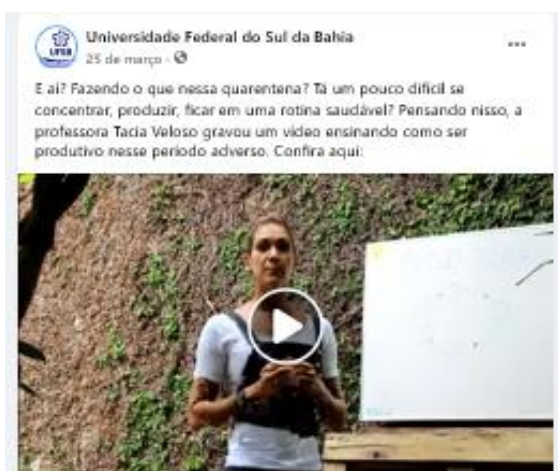 UFSB
Universidade Federal do Sul da Bahia
25 de março ·
E aí? Fazendo o que nessa quarentena? Tá um pouco difícil se
concentrar, produzir, ficar em uma rotina saudável? Pensando nisso, a
professora Tacia Veloso gravou um vídeo ensinando como ser
produtivo nesse período adverso. Confira aqui: